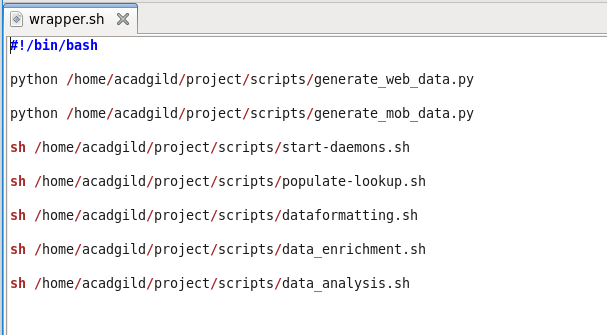 wrapper.sh
#!/bin/bash
python /home/acadgild/project/scripts/generate_web_data.py
python /home/acadgild/project/scripts/generate_mob_data.py
sh /home/acadgild/project/scripts/start-daemons.sh
sh /home/acadgild/project/scripts/populate-lookup.sh
sh /home/acadgild/project/scripts/dataformatting.sh
sh /home/acadgild/project/scripts/data_enrichment.sh
sh /home/acadgild/project/scripts/data_analysis.sh